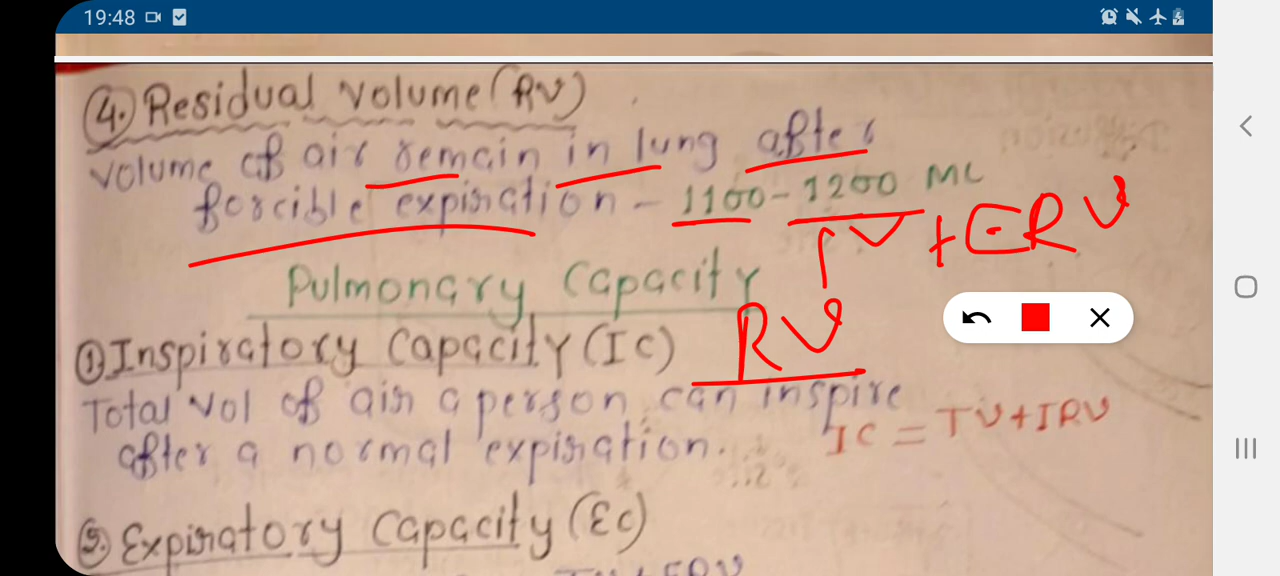 19:48
4. Residual volume (RV)
volume of air remain in lung after
forcible expiration - 1100-1200 ML
TV+ERV
Pulmonary Capacity
RV
① Inspiratory Capacity (IC)
Total vol of air a person can inspire
after a normal expiration.
IC = TV+IRV
② Expiratory Capacity (EC)
TV+ERV